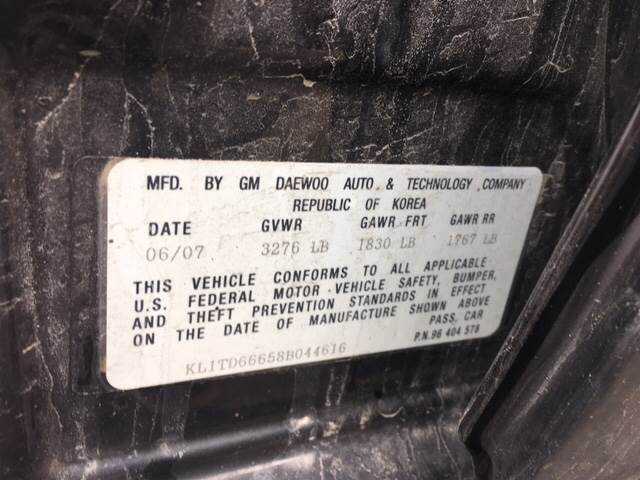 MFD. BY GM DAEWOO AUTO & TECHNOLOGY COMPANY
REPUBLIC OF KOREA
DATE GVWR GAWR FRT GAWR RR
06/07 3276 LB 1830 LB 1767 LB
THIS VEHICLE CONFORMS TO ALL APPLICABLE
U.S. FEDERAL MOTOR VEHICLE SAFETY, BUMPER,
AND THEFT PREVENTION STANDARDS IN EFFECT
ON THE DATE OF MANUFACTURE SHOWN ABOVE
PASS, CAR
KL1TD66658B044616 P.N.96 404 578